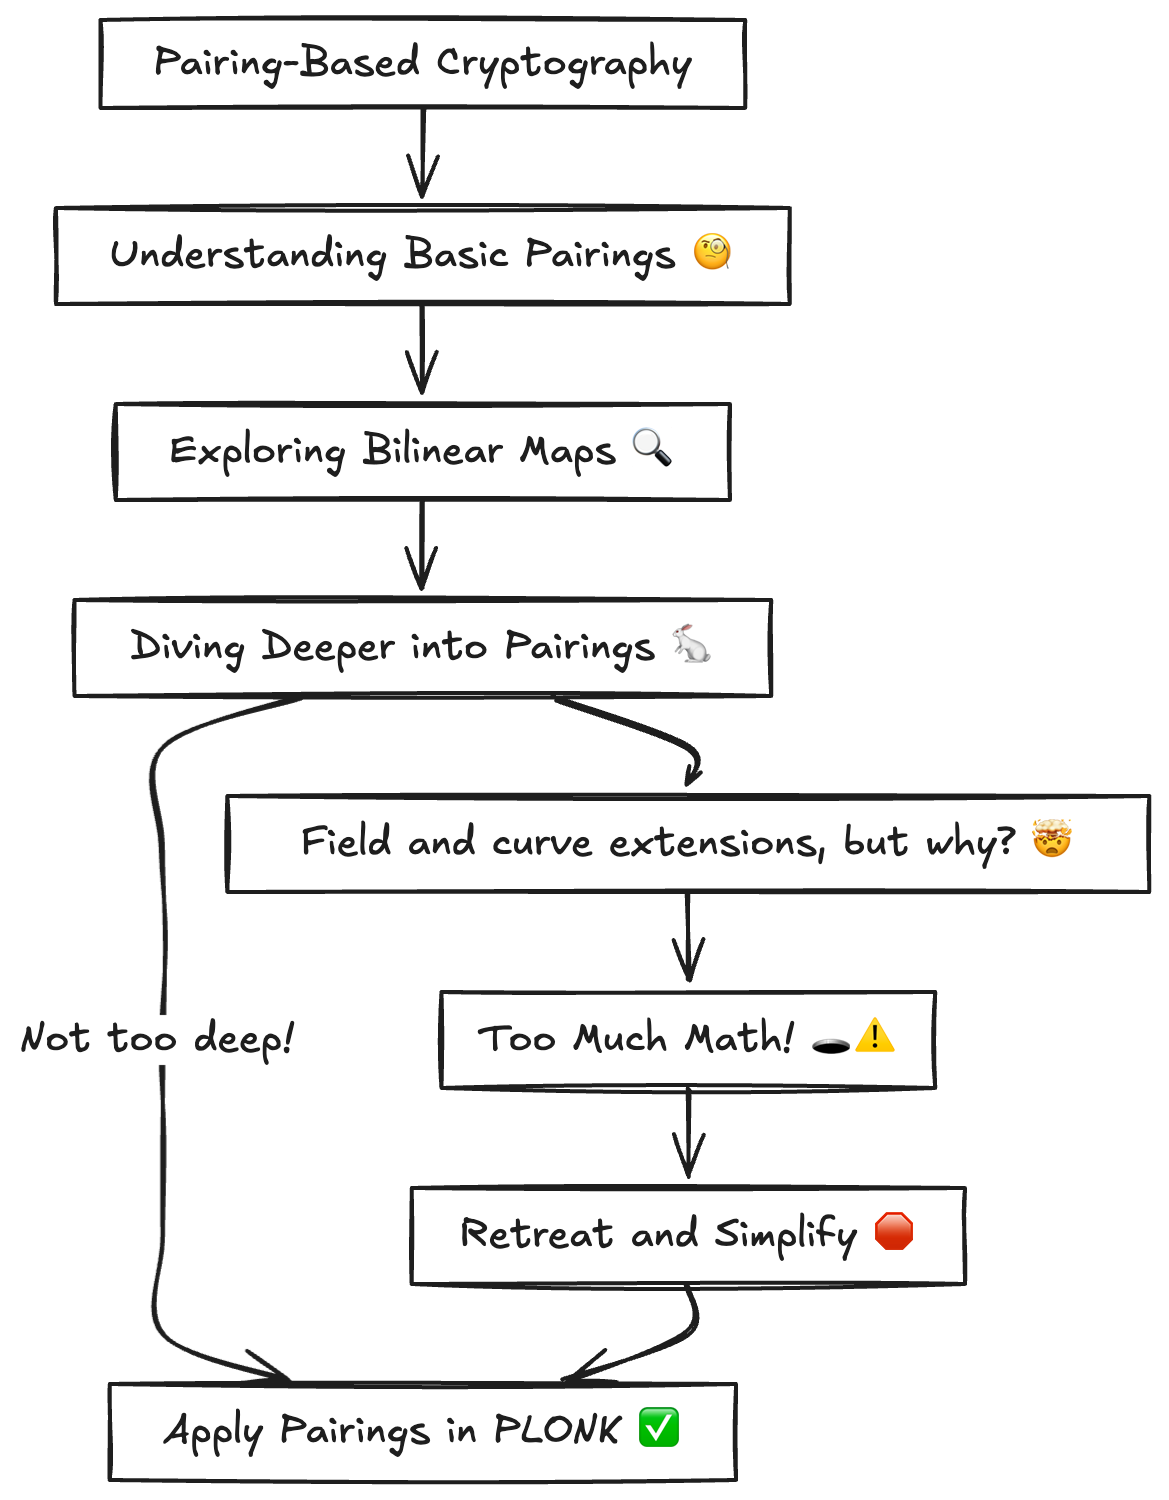 Pairing-Based Cryptography
Understanding Basic Pairings 🧐
Exploring Bilinear Maps 🔍
Diving Deeper into Pairings 🐇
Field and curve extensions, but why? 🤯
Not too deep!
Too Much Math! 🕳️⚠️
Retreat and Simplify 🛑
Apply Pairings in PLONK ✅